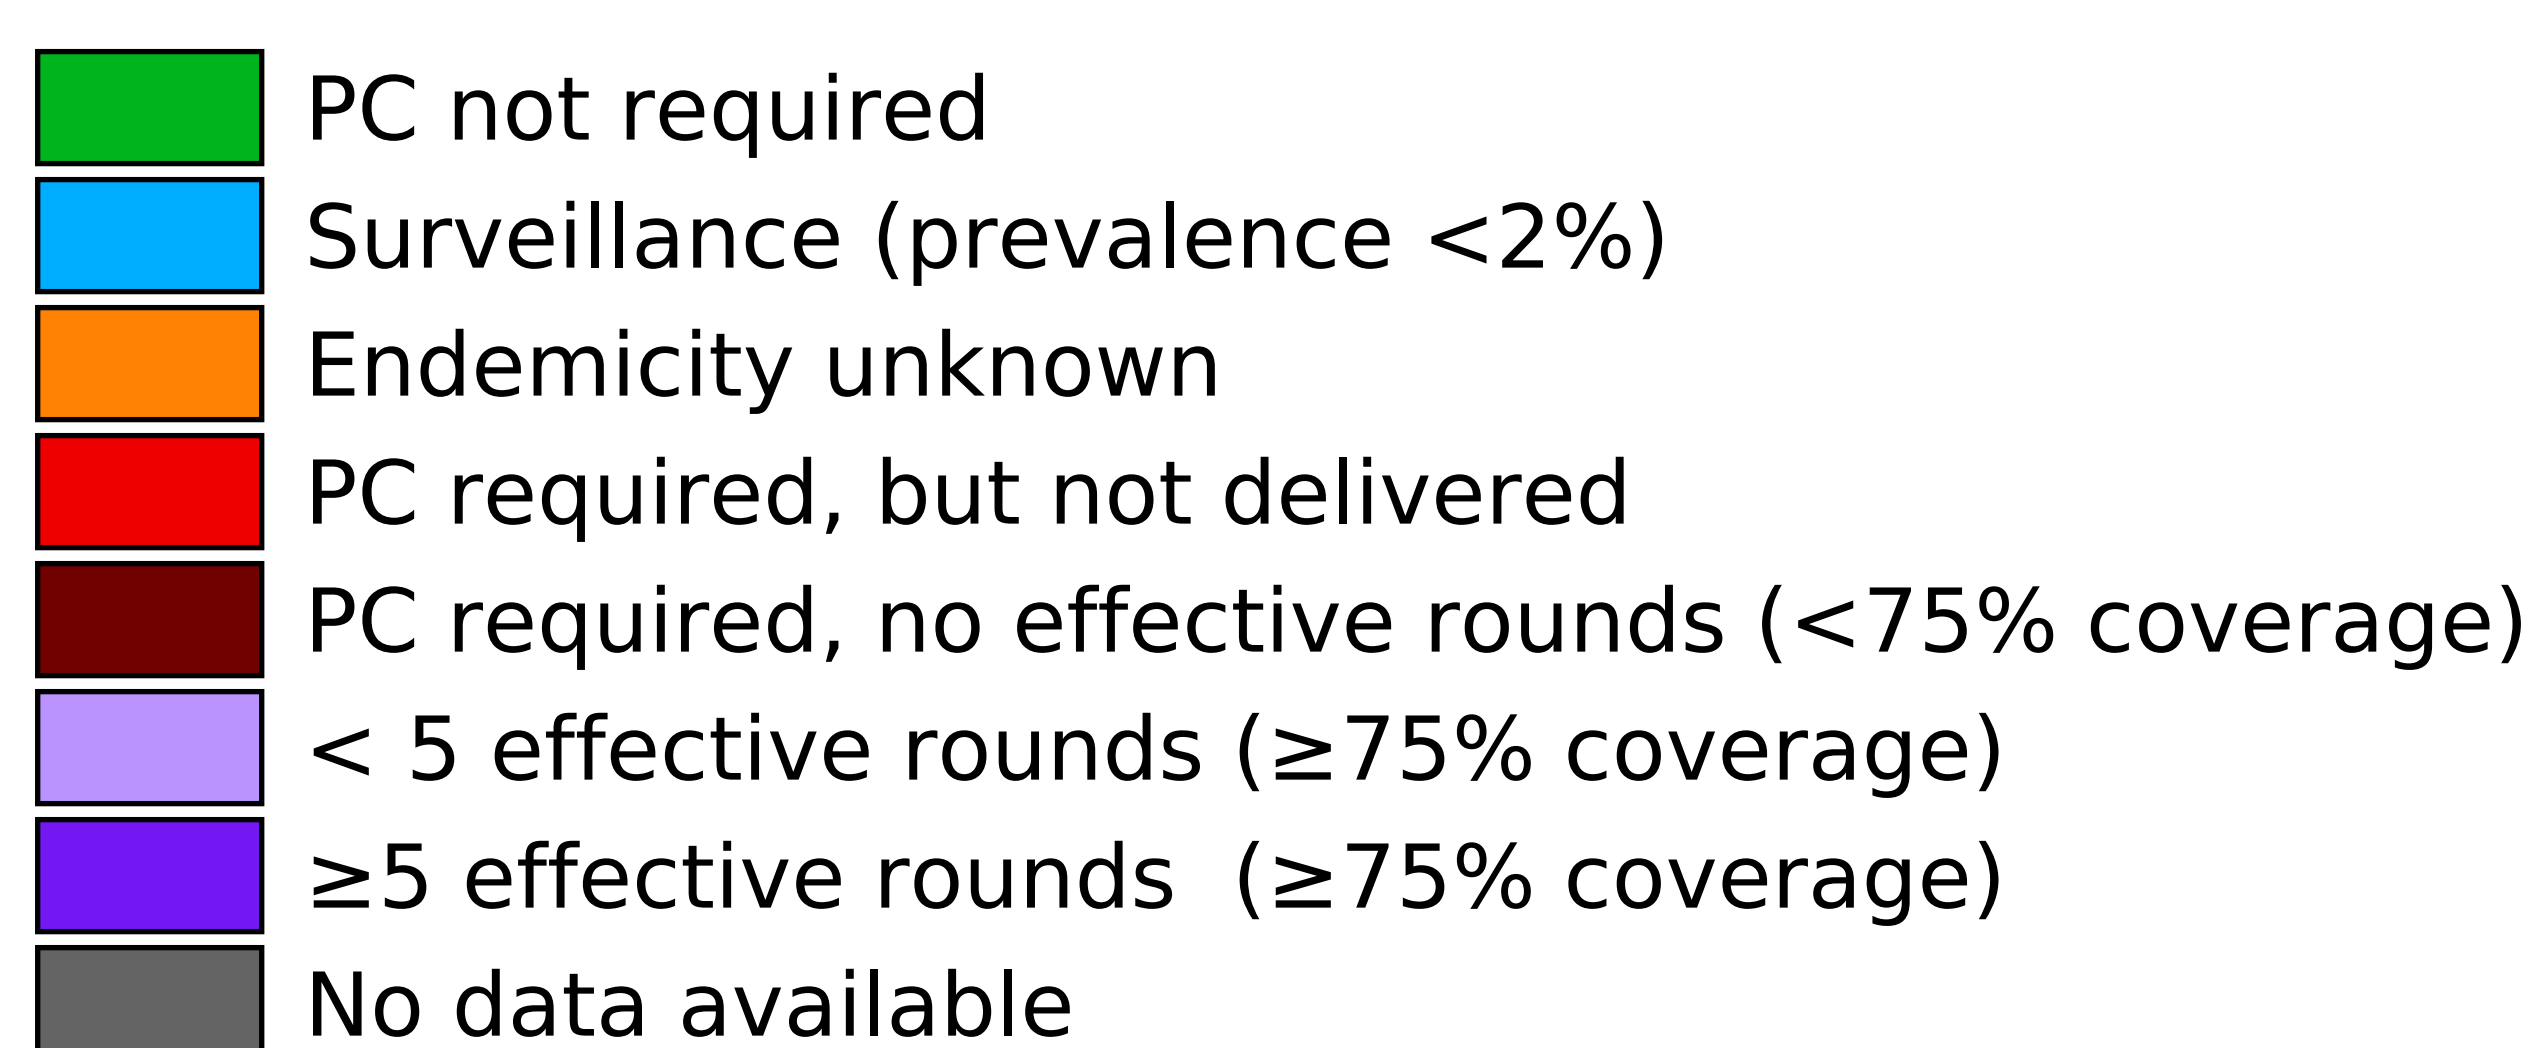 PC not required
Surveillance (prevalence <2%)
Endemicity unknown
PC required, but not delivered
PC required, no effective rounds (<75% coverage)
< 5 effective rounds (≥75% coverage)
≥5 effective rounds  (≥75% coverage)
No data available